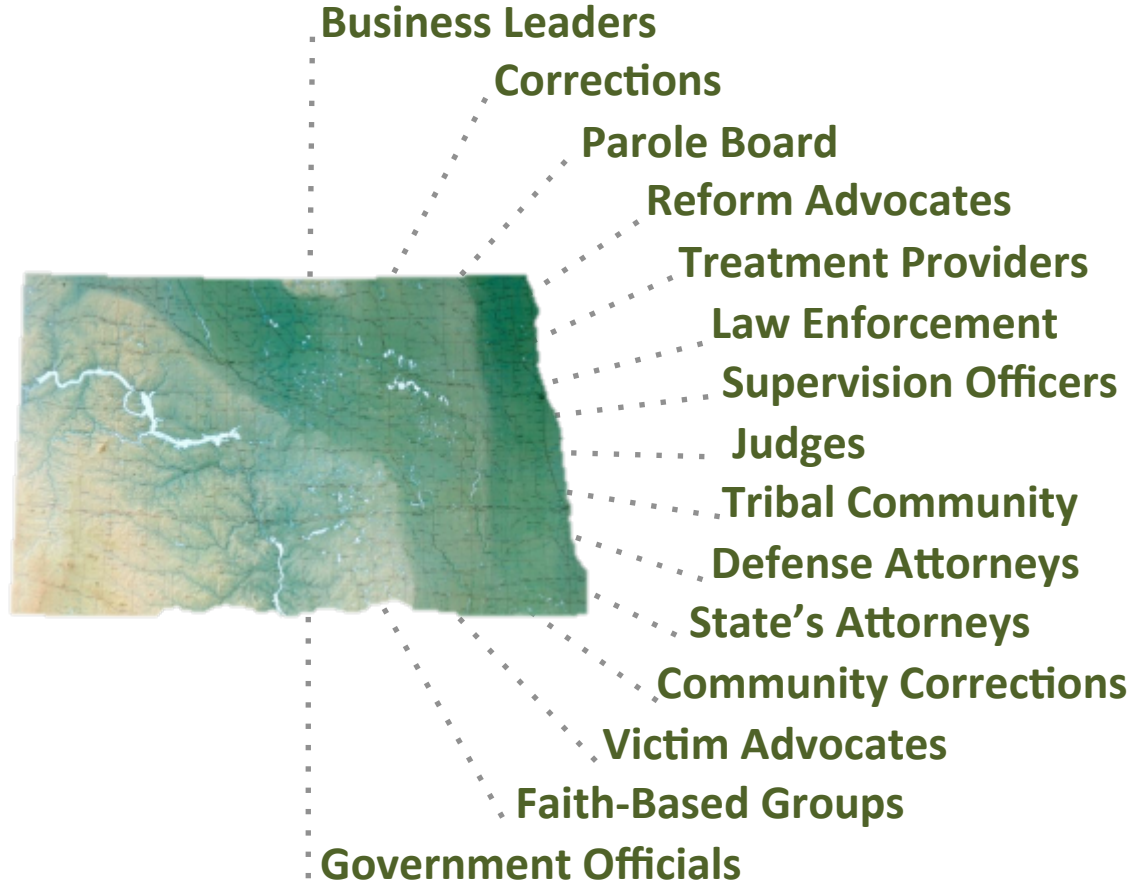 Business Leaders
Corrections
Parole Board
Reform Advocates
Treatment Providers
Law Enforcement
Supervision Officers
Judges
Tribal Community
Defense Attorneys
State’s Attorneys
Community Corrections
Victim Advocates
Faith-Based Groups
Government Officials